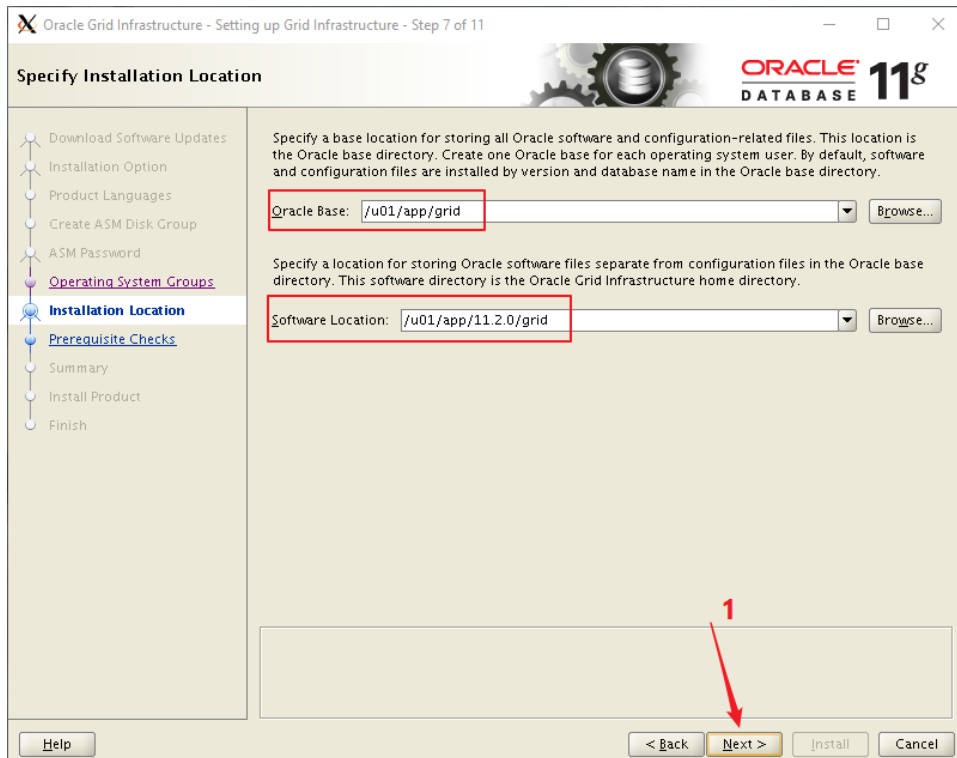 Oracle Grid Infrastructure - Setting up Grid Infrastructure - Step 7 of 11
Specify Installation Location
ORACLE
DATABASE
11g
Download Software Updates
Installation Option
Product Languages
Create ASM Disk Group
ASM Password
Operating System Groups
Installation Location
Prerequisite Checks
Summary
Install Product
Finish
Specify a base location for storing all Oracle software and configuration-related files. This location is
the Oracle base directory. Create one Oracle base for each operating system user. By default, software
and configuration files are installed by version and database name in the Oracle base directory.
Oracle Base: /u01/app/grid Browse...
Specify a location for storing Oracle software files separate from configuration files in the Oracle base
directory. This software directory is the Oracle Grid Infrastructure home directory.
Software Location: /u01/app/11.2.0/grid Browse...
1
Help < Back Next > Install Cancel